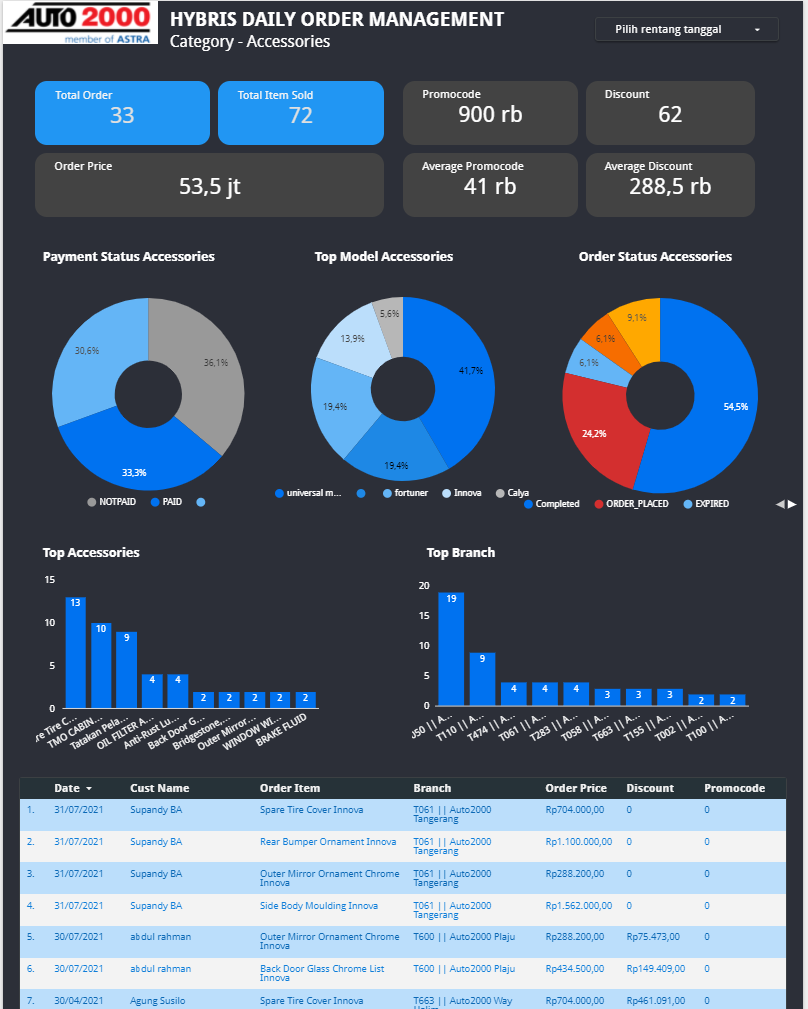 AUTO 2000
member of ASTRA
HYBRIS DAILY ORDER MANAGEMENT
Category - Accessories
Pilih rentang tanggal
Total Order
33
Total Item Sold
72
Promocode
900 rb
Discount
62
Order Price
53,5 jt
Average Promocode
41 rb
Average Discount
288,5 rb
Payment Status Accessories
30,6%
36,1%
33,3%
NOTPAID PAID
Top Model Accessories
5,6%
13,9%
41,7%
19,4%
19,4%
universal m... fortuner Innova Calya
Order Status Accessories
9,1%
6,1%
6,1%
54,5%
24,2%
Completed ORDER_PLACED EXPIRED
Top Accessories
15
10
5
0
13
10
9
4
4
2
2
2
2
2
re Tire C...
TMO CABIN...
Tatakan Pela...
OIL FILTER A...
Anti-Rust Lu...
Back Door G...
Bridgestone,...
Outer Mirror...
WINDOW WI...
BRAKE FLUID
Top Branch
20
15
10
5
0
19
9
4
4
4
3
3
3
2
2
050 || A...
T110 || A...
T474 || A...
T061 || A...
T283 || A...
T058 || A...
T663 || A...
T155 || A...
T002 || A...
T100 || A...
Date Cust Name Order Item Branch Order Price Discount Promocode
1. 31/07/2021 Supandy BA Spare Tire Cover Innova T061 || Auto2000 Rp704.000,00 0 0
Tangerang
2. 31/07/2021 Supandy BA Rear Bumper Ornament Innova T061 || Auto2000 Rp1.100.000,00 0 0
Tangerang
3. 31/07/2021 Supandy BA Outer Mirror Ornament Chrome T061 || Auto2000 Rp288.200,00 0 0
Innova Tangerang
4. 31/07/2021 Supandy BA Side Body Moulding Innova T061 || Auto2000 Rp1.562.000,00 0 0
Tangerang
5. 30/07/2021 abdul rahman Outer Mirror Ornament Chrome T600 || Auto2000 Plaju Rp288.200,00 Rp75.473,00 0
Innova
6. 30/07/2021 abdul rahman Back Door Glass Chrome List T600 || Auto2000 Plaju Rp434.500,00 Rp149.409,00 0
Innova
7. 30/04/2021 Agung Susilo Spare Tire Cover Innova T663 || Auto2000 Way Rp704.000,00 Rp461.091,00 0